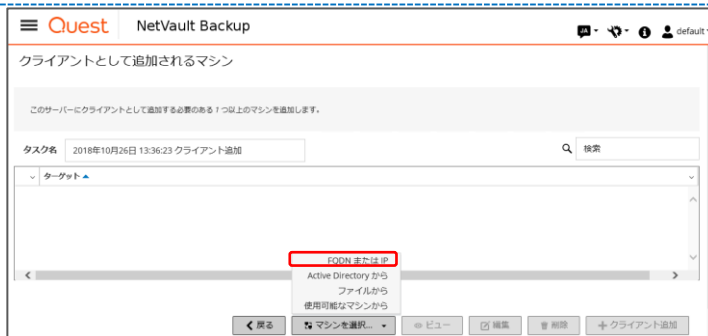 Quest NetVault Backup
JA default
クライアントとして追加されるマシン
このサーバーにクライアントとして追加する必要のある1つ以上のマシンを追加します。
タスク名 2018年10月26日 13:36:23 クライアント追加 検索
ターゲット
FQDN または IP
Active Directory から
ファイルから
使用可能なマシンから
戻る マシンを選択... ビュー 編集 削除 クライアント追加